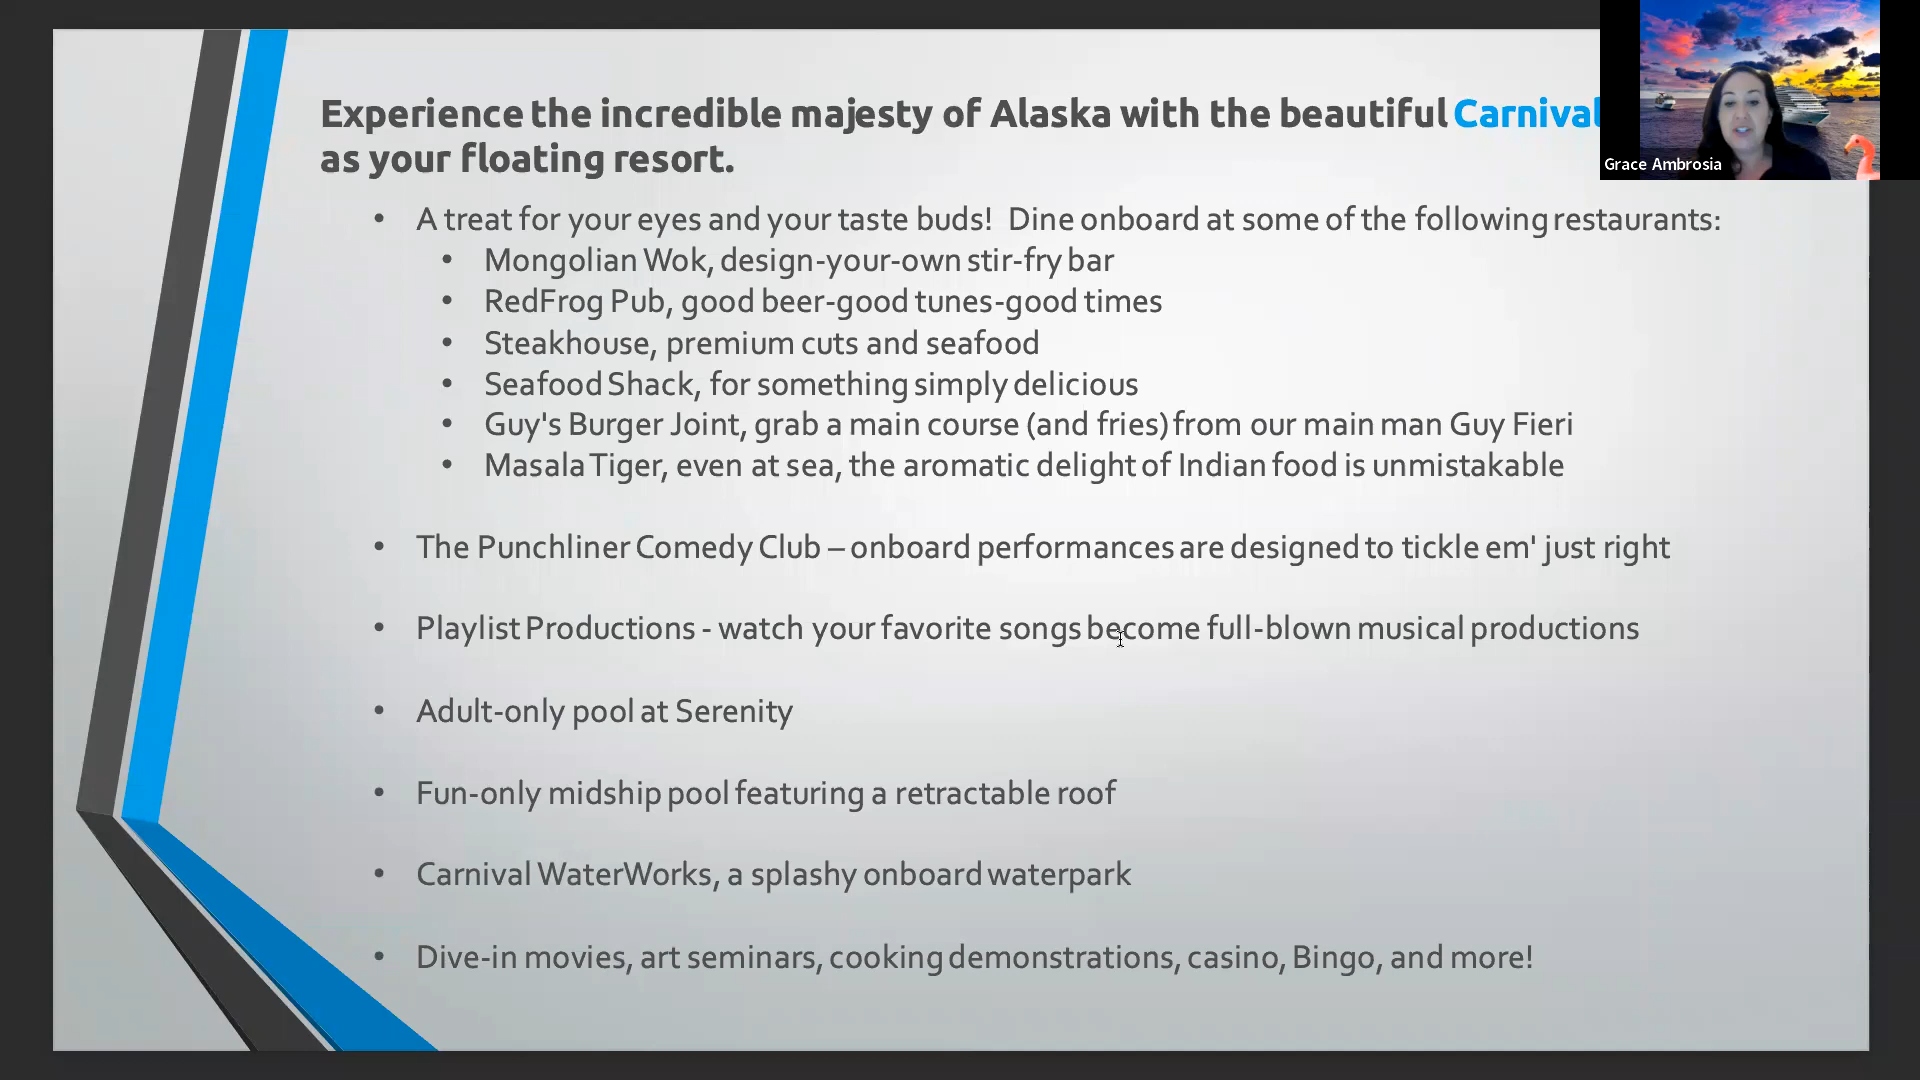 Experience the incredible majesty of Alaska with the beautiful Carnival
as your floating resort.
Grace Ambrosia
• A treat for your eyes and your taste buds!  Dine onboard at some of the following restaurants:
• Mongolian Wok, design-your-own stir-fry bar
• RedFrog Pub, good beer-good tunes-good times
• Steakhouse, premium cuts and seafood
• Seafood Shack, for something simply delicious
• Guy's Burger Joint, grab a main course (and fries) from our main man Guy Fieri
• Masala Tiger, even at sea, the aromatic delight of Indian food is unmistakable
• The Punchliner Comedy Club – onboard performances are designed to tickle em' just right
• Playlist Productions - watch your favorite songs become full-blown musical productions
• Adult-only pool at Serenity
• Fun-only midship pool featuring a retractable roof
• Carnival WaterWorks, a splashy onboard waterpark
• Dive-in movies, art seminars, cooking demonstrations, casino, Bingo, and more!